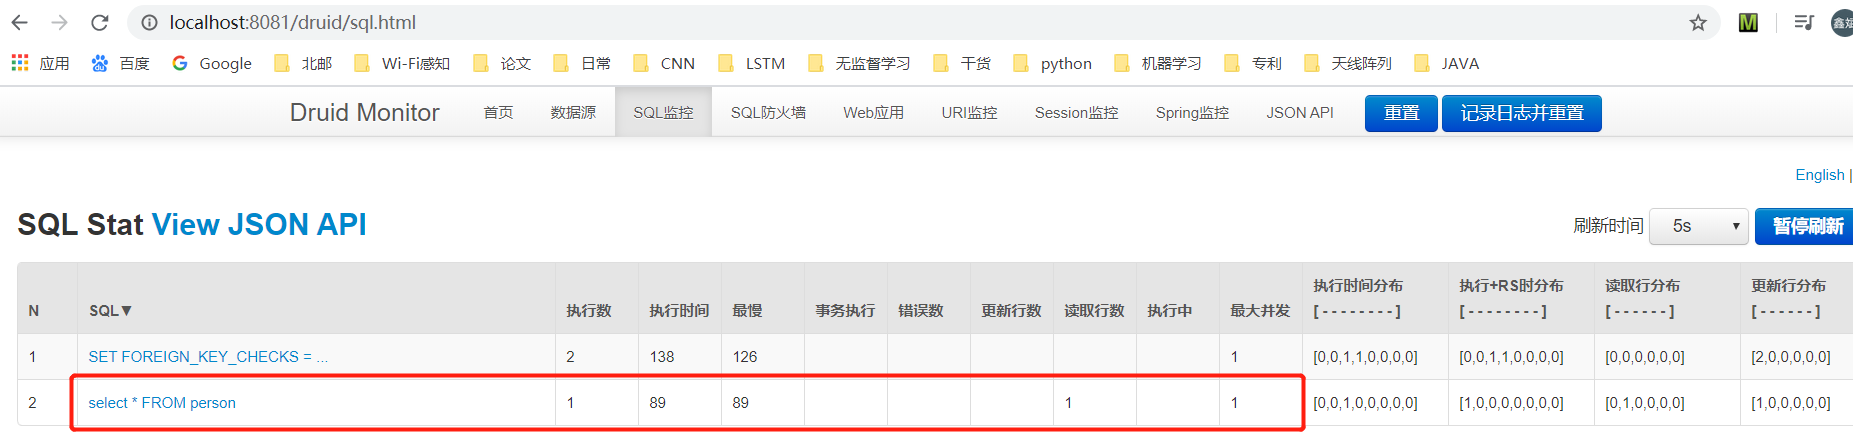 localhost:8081/druid/sql.html
M
应用 百度 Google 北邮 Wi-Fi感知 论文 日常 CNN LSTM 无监督学习 干货 python 机器学习 专利 天线阵列 JAVA
Druid Monitor 首页 数据源 SQL监控 SQL防火墙 Web应用 URI监控 Session监控 Spring监控 JSON API 重置 记录日志并重置
English |
SQL Stat View JSON API 刷新时间 5s 暂停刷新
N SQL▼ 执行数 执行时间 最慢 事务执行 错误数 更新行数 读取行数 执行中 最大并发 执行时间分布 [ - - - - - - - - ] 执行+RS时分布 [ - - - - - - - - ] 读取行分布 [ - - - - - - ] 更新行分布 [ - - - - - - ]
1 SET FOREIGN_KEY_CHECKS = ... 2 138 126 1 [0,0,1,1,0,0,0,0] [0,0,1,1,0,0,0,0] [0,0,0,0,0,0] [2,0,0,0,0,0]
2 select * FROM person 1 89 89 1 1 [0,0,1,0,0,0,0,0] [1,0,0,0,0,0,0,0] [0,1,0,0,0,0] [1,0,0,0,0,0]